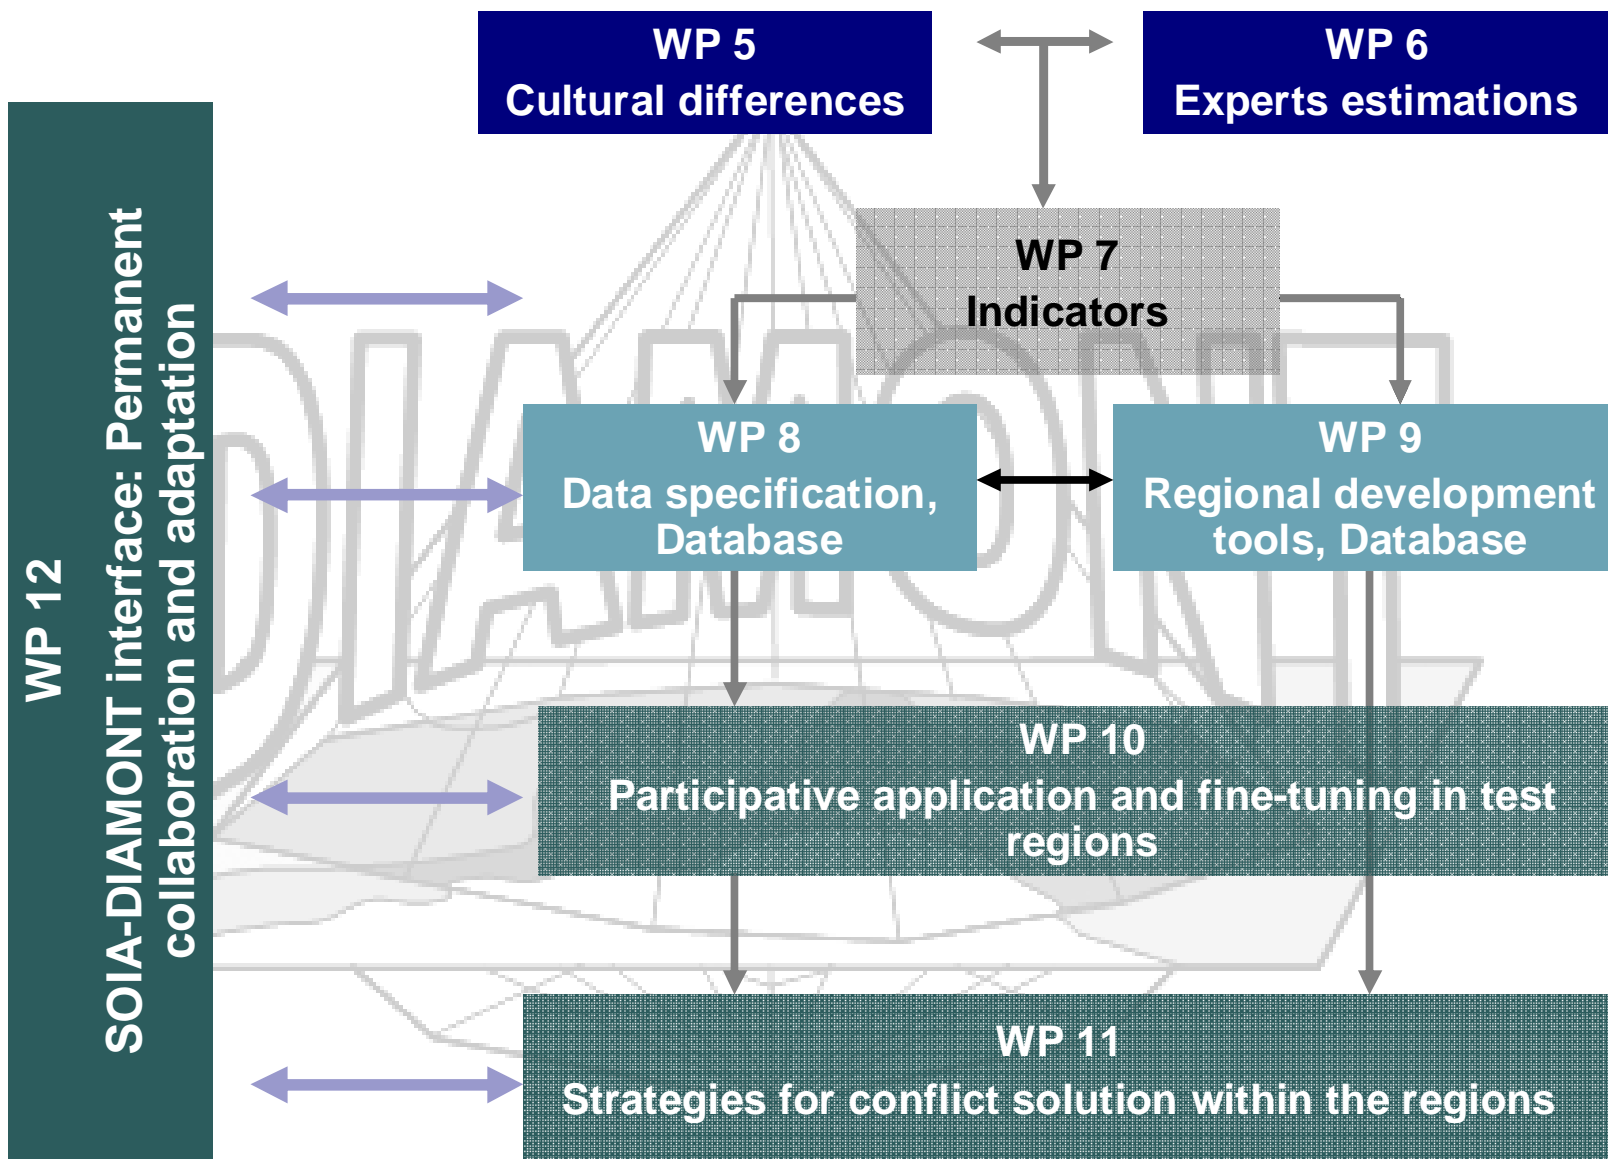 WP 5
Cultural differences
WP 6
Experts estimations
WP 12
SOIA-DIAMONT interface: Permanent
collaboration and adaptation
WP 7
Indicators
DIAMONT
WP 8
Data specification,
Database
WP 9
Regional development
tools, Database
WP 10
Participative application and fine-tuning in test
regions
WP 11
Strategies for conflict solution within the regions